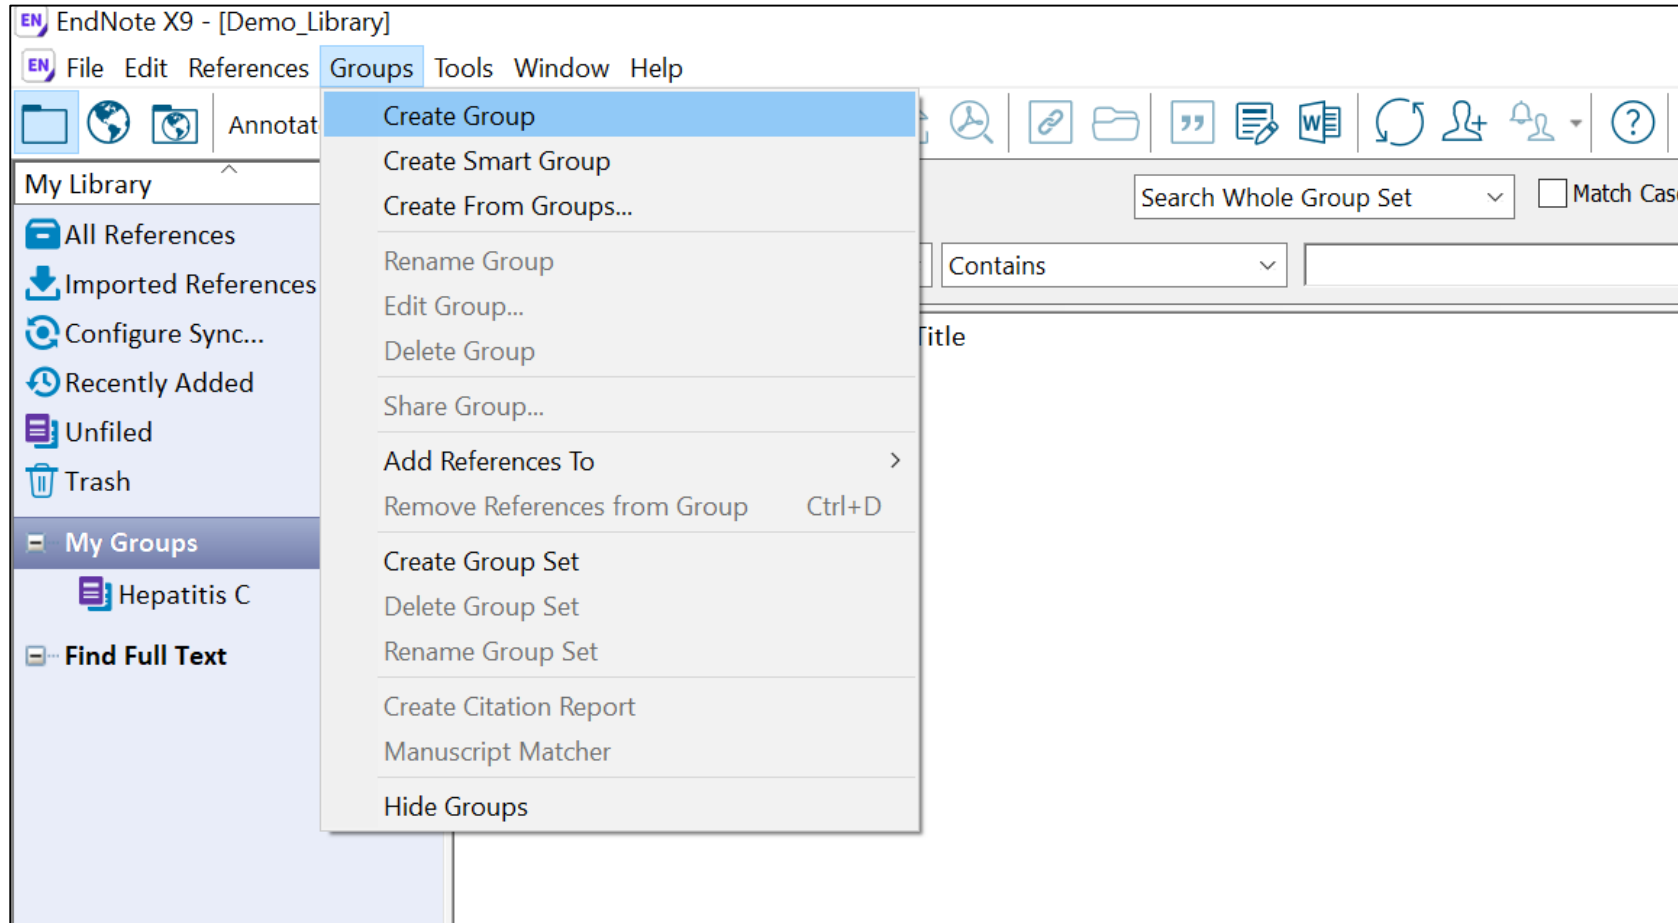 EN EndNote X9 - [Demo_Library]
EN File Edit References Groups Tools Window Help
Annotat
Create Group
Create Smart Group
Create From Groups...
Rename Group
Edit Group...
Delete Group
Share Group...
Add References To
Remove References from Group Ctrl+D
Create Group Set
Delete Group Set
Rename Group Set
Create Citation Report
Manuscript Matcher
Hide Groups
My Library
All References
Imported References
Configure Sync...
Recently Added
Unfiled
Trash
My Groups
Hepatitis C
Find Full Text
Search Whole Group Set Match Cas
Contains
Title